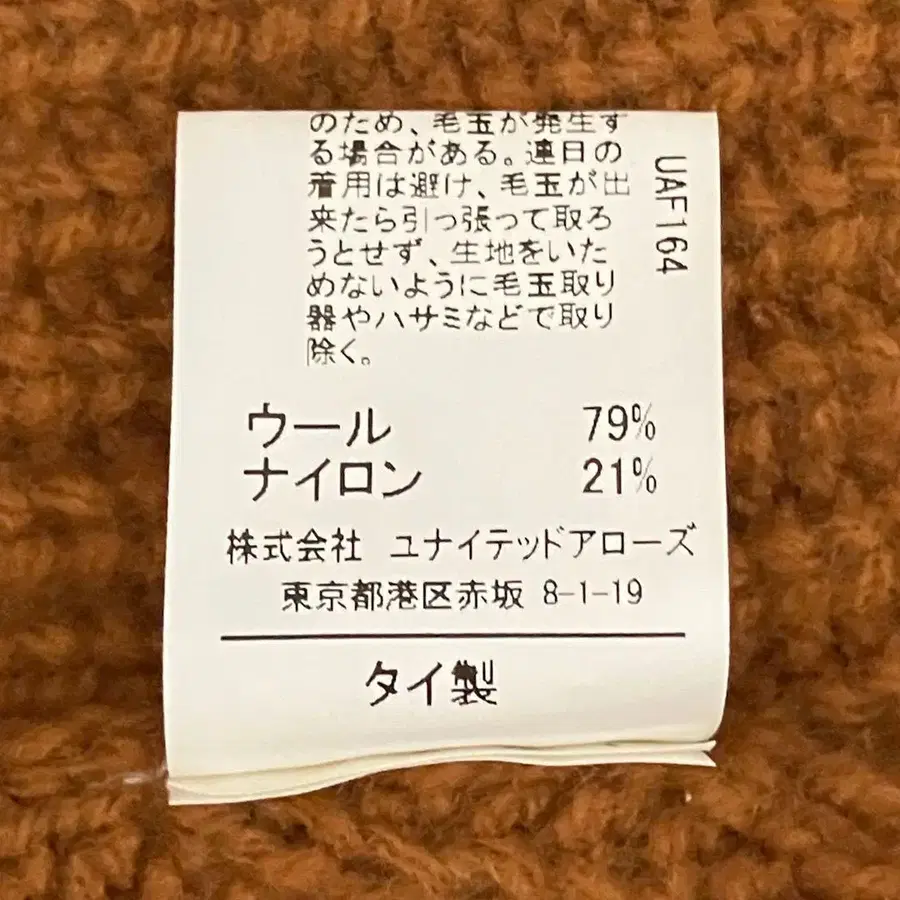 のため、毛玉が発生す
る場合がある。連日の
着用は避け、毛玉が出
来たら引っ張って取ろ
うとせず、生地をいた
めないように毛玉取り
器やハサミなどで取り
除く。
UAF164
ウール 79%
ナイロン 21%
株式会社 ユナイテッドアローズ
東京都港区赤坂 8-1-19
タイ製